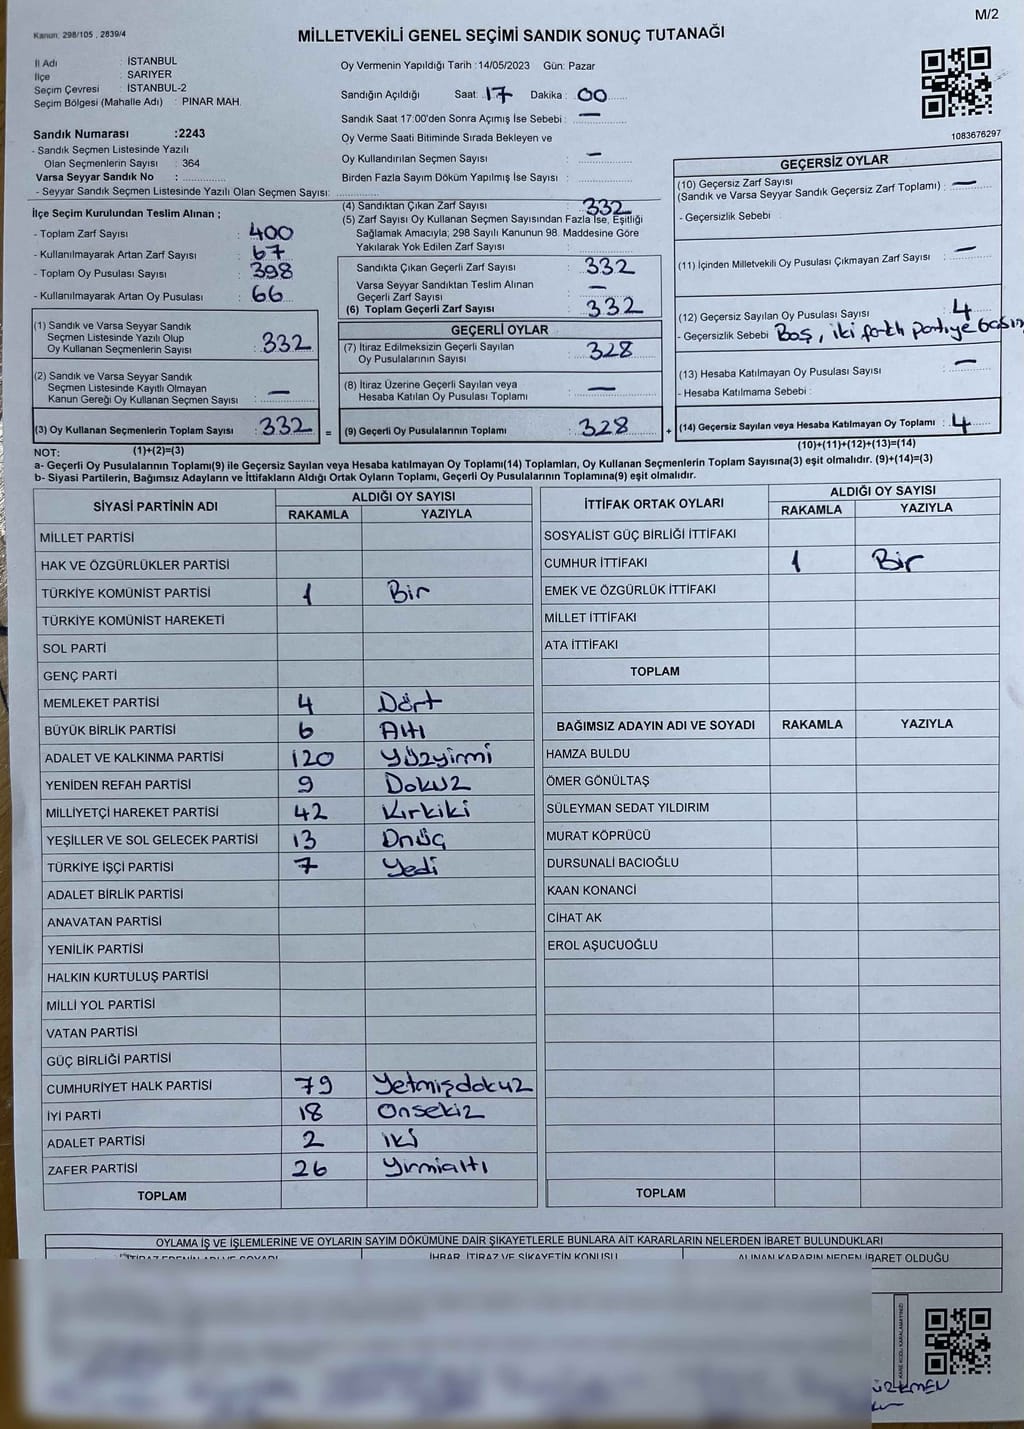 M/2
Kanun: 298/105 , 2839/4
MİLLETVEKİLİ GENEL SEÇİMİ SANDIK SONUÇ TUTANAĞI
İl Adı : İSTANBUL
İlçe : SARIYER
Seçim Çevresi : İSTANBUL-2
Seçim Bölgesi (Mahalle Adı) : PINAR MAH.
Sandık Numarası :2243
- Sandık Seçmen Listesinde Yazılı
Olan Seçmenlerin Sayısı : 364
Varsa Seyyar Sandık No :
- Seyyar Sandık Seçmen Listesinde Yazılı Olan Seçmen Sayısı:
Oy Vermenin Yapıldığı Tarih :14/05/2023 Gün: Pazar
Sandığın Açıldığı Saat: 17 Dakika : 00
Sandık Saat 17:00'den Sonra Açımış İse Sebebi : —
Oy Verme Saati Bitiminde Sırada Bekleyen ve
Oy Kullandırılan Seçmen Sayısı : —
Birden Fazla Sayım Döküm Yapılmış İse Sayısı :
1083676297
İlçe Seçim Kurulundan Teslim Alınan ;
- Toplam Zarf Sayısı : 400
- Kullanılmayarak Artan Zarf Sayısı : 67
- Toplam Oy Pusulası Sayısı : 398
- Kullanılmayarak Artan Oy Pusulası : 66
(1) Sandık ve Varsa Seyyar Sandık
Seçmen Listesinde Yazılı Olup
Oy Kullanan Seçmenlerin Sayısı : 332
(2) Sandık ve Varsa Seyyar Sandık
Seçmen Listesinde Kayıtlı Olmayan
Kanun Gereği Oy Kullanan Seçmen Sayısı : —
(3) Oy Kullanan Seçmenlerin Toplam Sayısı : 332 =
(4) Sandıktan Çıkan Zarf Sayısı : 332
(5) Zarf Sayısı Oy Kullanan Seçmen Sayısından Fazla İse, Eşitliği
Sağlamak Amacıyla; 298 Sayılı Kanunun 98. Maddesine Göre
Yakılarak Yok Edilen Zarf Sayısı :
Sandıkta Çıkan Geçerli Zarf Sayısı : 332
Varsa Seyyar Sandıktan Teslim Alınan
Geçerli Zarf Sayısı : —
(6) Toplam Geçerli Zarf Sayısı : 332
GEÇERLİ OYLAR
(7) İtiraz Edilmeksizin Geçerli Sayılan
Oy Pusulalarının Sayısı : 328
(8) İtiraz Üzerine Geçerli Sayılan veya
Hesaba Katılan Oy Pusulası Toplamı : —
(9) Geçerli Oy Pusulalarının Toplamı : 328 +
GEÇERSİZ OYLAR
(10) Geçersiz Zarf Sayısı
(Sandık ve Varsa Seyyar Sandık Geçersiz Zarf Toplamı) : —
- Geçersizlik Sebebi :
(11) İçinden Milletvekili Oy Pusulası Çıkmayan Zarf Sayısı : —
(12) Geçersiz Sayılan Oy Pusulası Sayısı : 4
- Geçersizlik Sebebi : Boş, iki farklı partiye basım
(13) Hesaba Katılmayan Oy Pusulası Sayısı : —
- Hesaba Katılmama Sebebi :
(14) Geçersiz Sayılan veya Hesaba Katılmayan Oy Toplamı : 4
NOT: (1)+(2)=(3)
(10)+(11)+(12)+(13)=(14)
a- Geçerli Oy Pusulalarının Toplamı(9) ile Geçersiz Sayılan veya Hesaba katılmayan Oy Toplamı(14) Toplamları, Oy Kullanan Seçmenlerin Toplam Sayısına(3) eşit olmalıdır. (9)+(14)=(3)
b- Siyasi Partilerin, Bağımsız Adayların ve İttifakların Aldığı Ortak Oyların Toplamı, Geçerli Oy Pusulalarının Toplamına(9) eşit olmalıdır.
SİYASİ PARTİNİN ADI ALDIĞI OY SAYISI
RAKAMLA YAZIYLA
MİLLET PARTİSİ
HAK VE ÖZGÜRLÜKLER PARTİSİ
TÜRKİYE KOMÜNİST PARTİSİ 1 Bir
TÜRKİYE KOMÜNİST HAREKETİ
SOL PARTİ
GENÇ PARTİ
MEMLEKET PARTİSİ 4 Dört
BÜYÜK BİRLİK PARTİSİ 6 Altı
ADALET VE KALKINMA PARTİSİ 120 Yüzyirmi
YENİDEN REFAH PARTİSİ 9 Dokuz
MİLLİYETÇİ HAREKET PARTİSİ 42 Kırkiki
YEŞİLLER VE SOL GELECEK PARTİSİ 13 Onüç
TÜRKİYE İŞÇİ PARTİSİ 7 Yedi
ADALET BİRLİK PARTİSİ
ANAVATAN PARTİSİ
YENİLİK PARTİSİ
HALKIN KURTULUŞ PARTİSİ
MİLLİ YOL PARTİSİ
VATAN PARTİSİ
GÜÇ BİRLİĞİ PARTİSİ
CUMHURİYET HALK PARTİSİ 79 Yetmişdokuz
İYİ PARTİ 18 Onsekiz
ADALET PARTİSİ 2 iki
ZAFER PARTİSİ 26 Yirmialtı
TOPLAM
İTTİFAK ORTAK OYLARI ALDIĞI OY SAYISI
RAKAMLA YAZIYLA
SOSYALİST GÜÇ BİRLİĞİ İTTİFAKI
CUMHUR İTTİFAKI 1 Bir
EMEK VE ÖZGÜRLÜK İTTİFAKI
MİLLET İTTİFAKI
ATA İTTİFAKI
TOPLAM
BAĞIMSIZ ADAYIN ADI VE SOYADI RAKAMLA YAZIYLA
HAMZA BULDU
ÖMER GÖNÜLTAŞ
SÜLEYMAN SEDAT YILDIRIM
MURAT KÖPRÜCÜ
DURSUNALİ BACIOĞLU
KAAN KONANCİ
CİHAT AK
EROL AŞUCUOĞLU
TOPLAM
OYLAMA İŞ VE İŞLEMLERİNE VE OYLARIN SAYIM DÖKÜMÜNE DAİR ŞİKAYETLERLE BUNLARA AİT KARARLARIN NELERDEN İBARET BULUNDUKLARI
İHBAR, İTİRAZ VE ŞİKAYETİN KONUSU ALINAN KARARIN NEDEN İBARET OLDUĞU